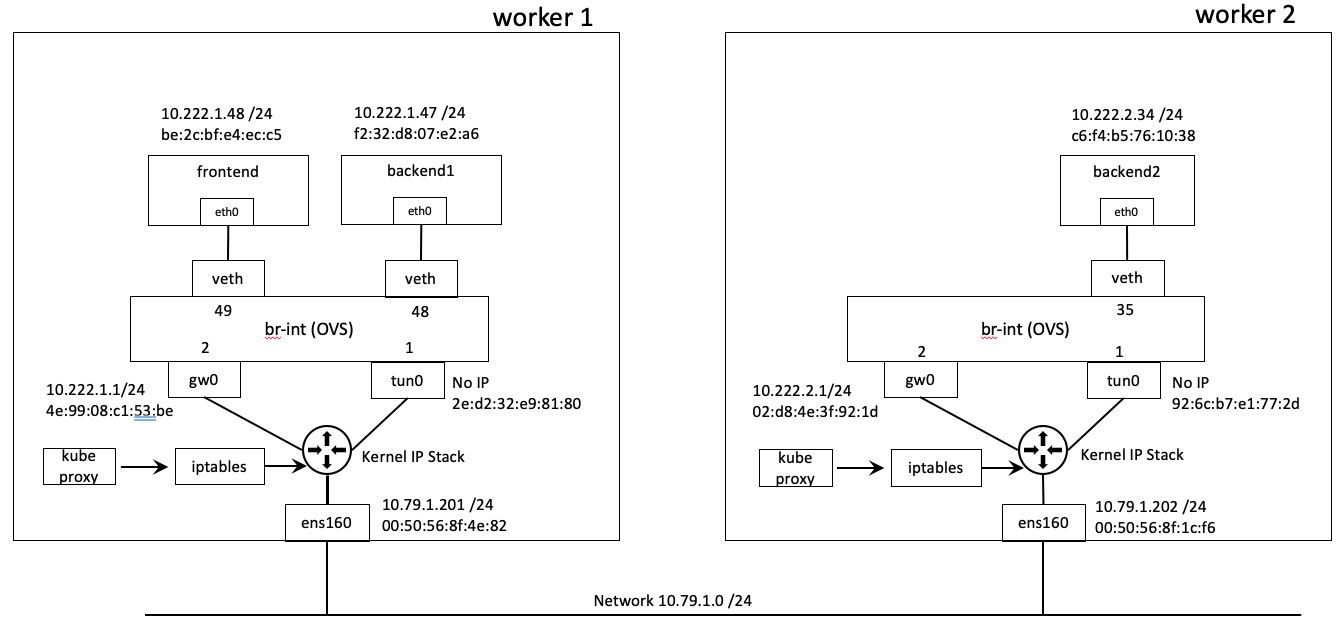 worker 1
10.222.1.48 /24
be:2c:bf:e4:ec:c5
10.222.1.47 /24
f2:32:d8:07:e2:a6
frontend
eth0
backend1
eth0
veth
veth
49
48
br-int (OVS)
2
1
gw0
tun0
10.222.1.1/24
4e:99:08:c1:53:be
No IP
2e:d2:32:e9:81:80
kube
proxy
iptables
Kernel IP Stack
10.79.1.201 /24
00:50:56:8f:4e:82
ens160
worker 2
10.222.2.34 /24
c6:f4:b5:76:10:38
backend2
eth0
veth
35
br-int (OVS)
2
1
gw0
tun0
10.222.2.1/24
02:d8:4e:3f:92:1d
No IP
92:6c:b7:e1:77:2d
kube
proxy
iptables
Kernel IP Stack
10.79.1.202 /24
00:50:56:8f:1c:f6
ens160
Network 10.79.1.0 /24